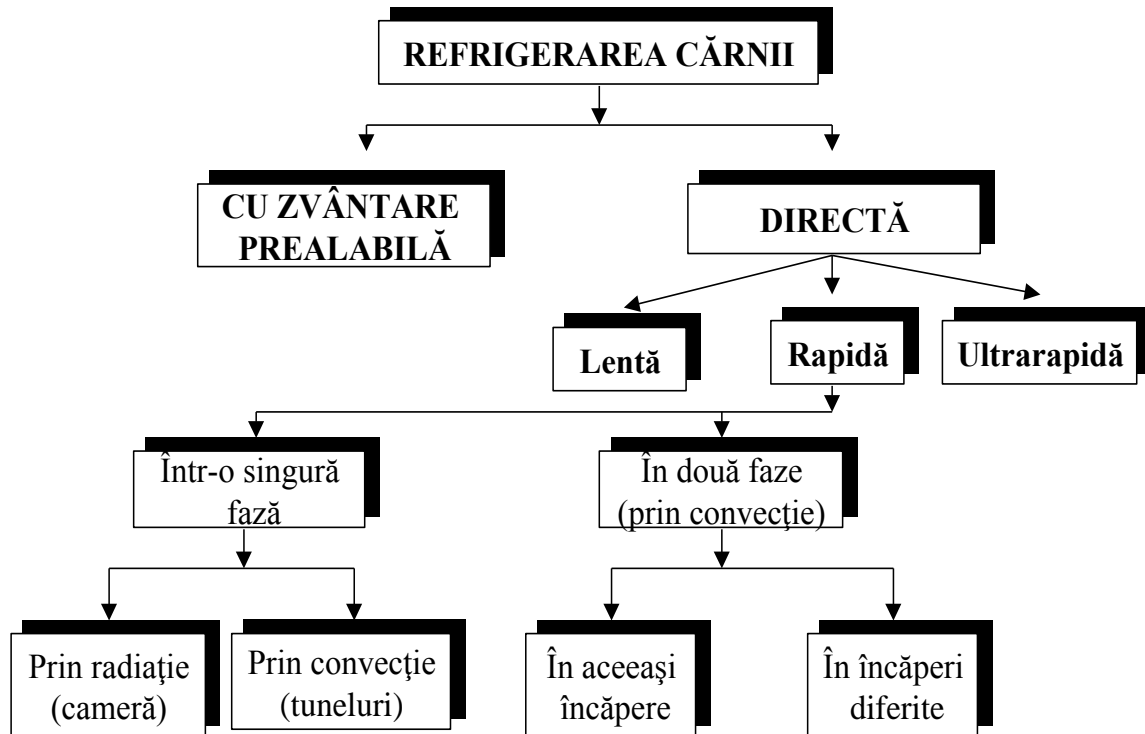 REFRIGERAREA CĂRNII
CU ZVÂNTARE
PREALABILĂ
DIRECTĂ
Lentă
Rapidă
Ultrarapidă
Într-o singură
fază
În două faze
(prin convecţie)
Prin radiaţie
(cameră)
Prin convecţie
(tuneluri)
În aceeaşi
încăpere
În încăperi
diferite